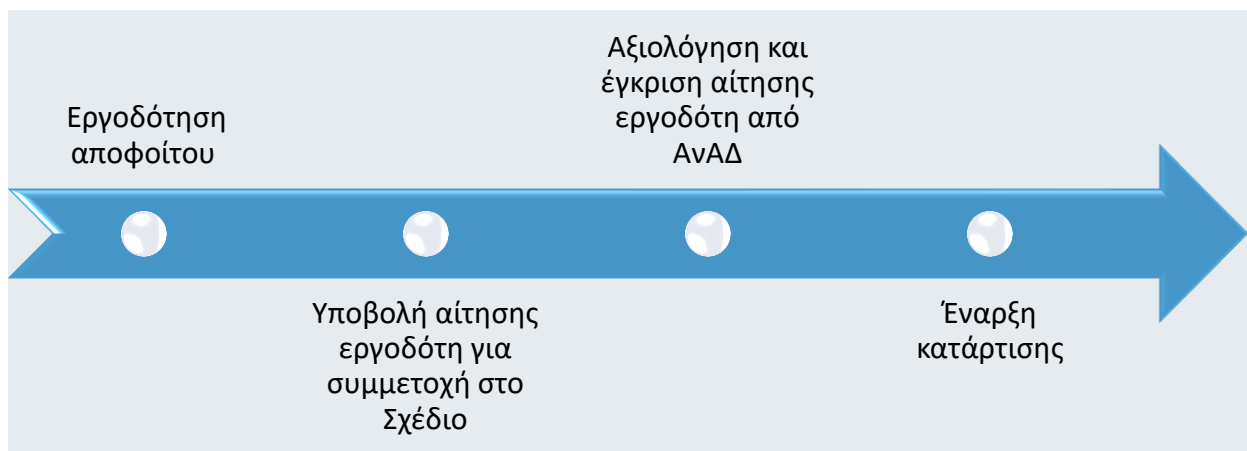 Εργοδότηση
αποφοίτου
Υποβολή αίτησης
εργοδότη για
συμμετοχή στο
Σχέδιο
Αξιολόγηση και
έγκριση αίτησης
εργοδότη από
ΑνΑΔ
Έναρξη
κατάρτισης